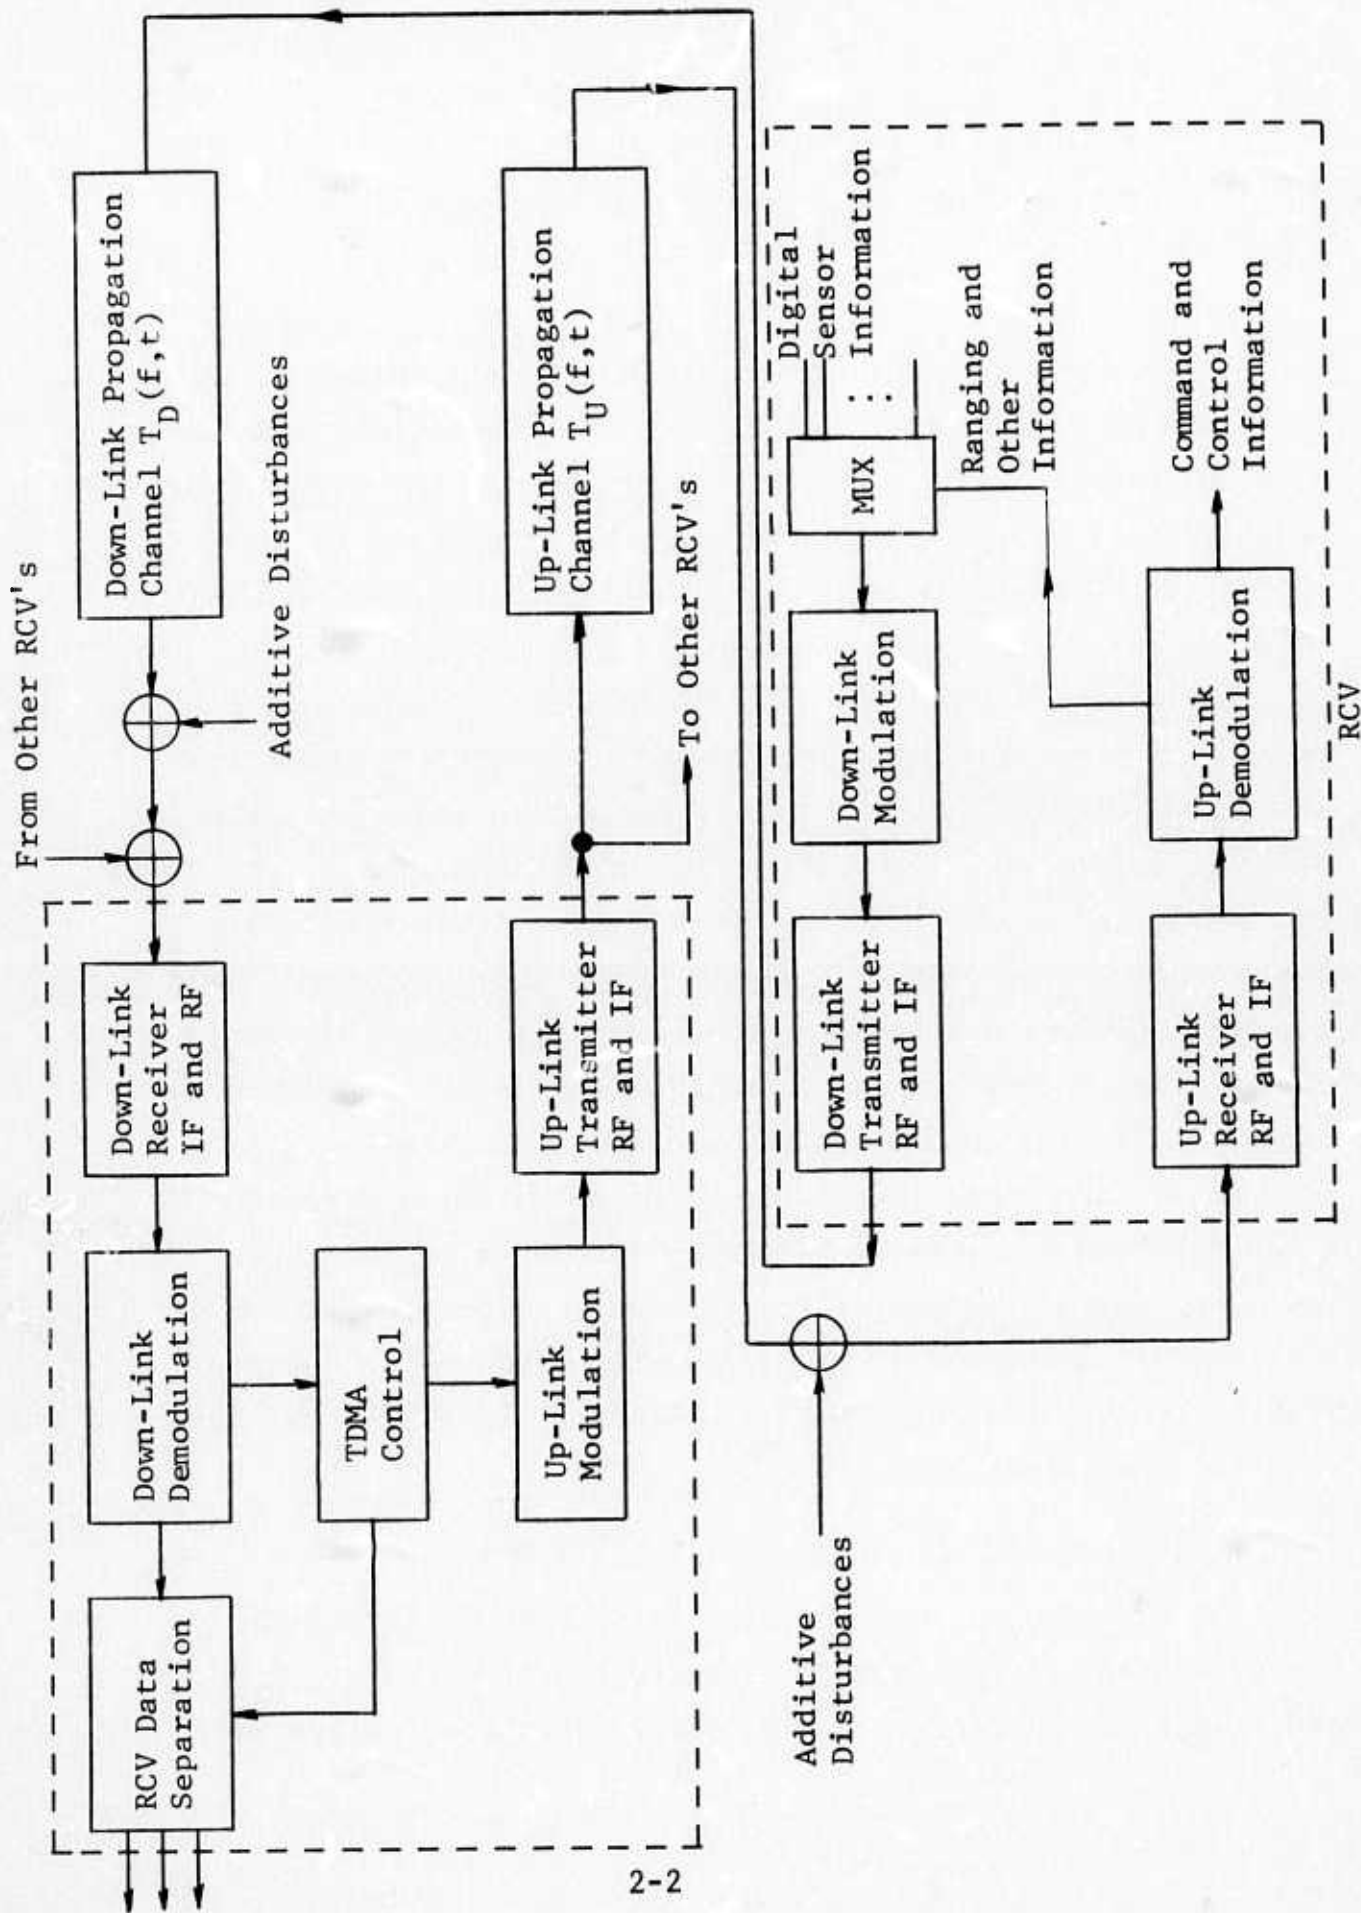 From Other RCV's
RCV Data
Separation
Down-Link
Demodulation
Down-Link
Receiver
IF and RF
Down-Link Propagation
Channel T_D(f,t)
Additive Disturbances
TDMA
Control
Up-Link
Modulation
Up-Link
Transmitter
RF and IF
Up-Link Propagation
Channel T_U(f,t)
To Other RCV's
Additive
Disturbances
Down-Link
Transmitter
RF and IF
Down-Link
Modulation
MUX
Digital
Sensor
: Information
Ranging and
Other
Information
Up-Link
Receiver
RF and IF
Up-Link
Demodulation
Command and
Control
Information
RCV
2-2